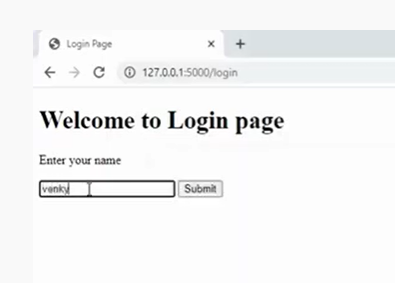 Login Page
127.0.0.1:5000/login
Welcome to Login page
Enter your name
venky Submit